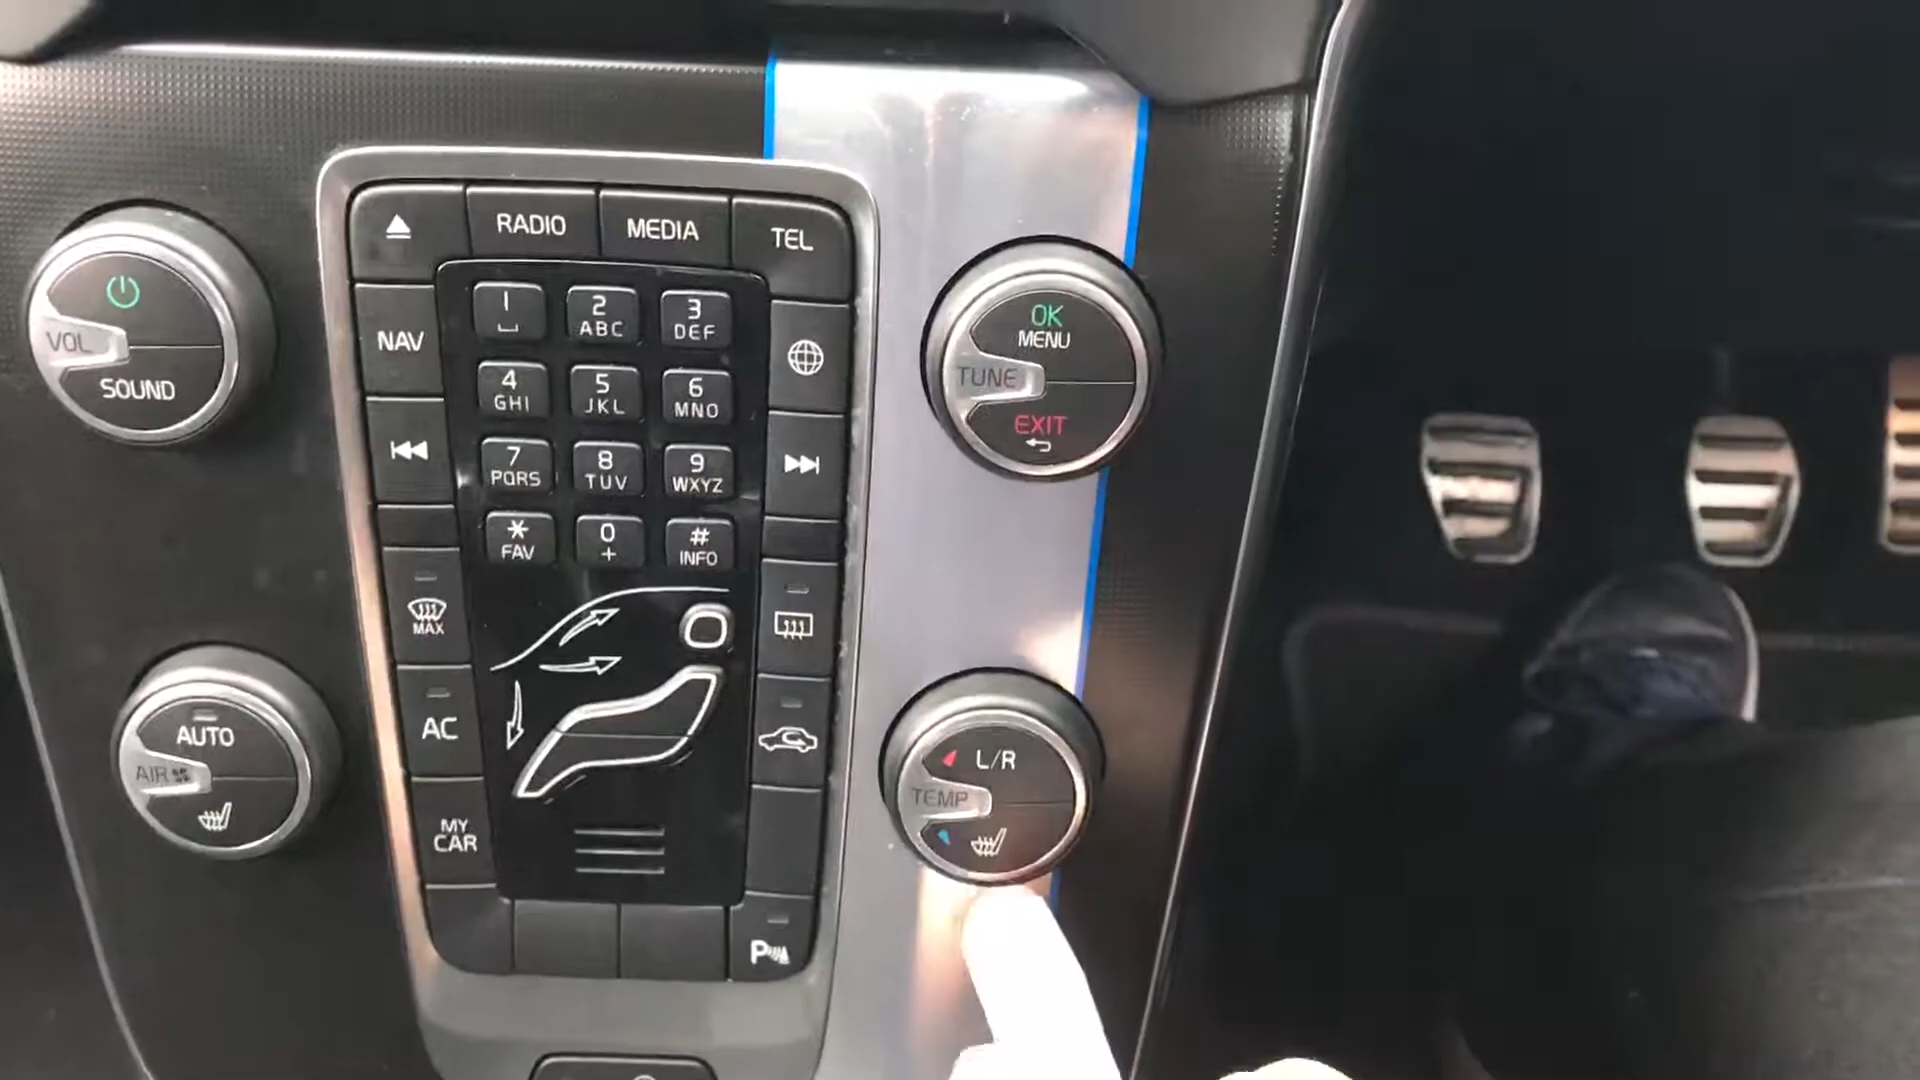 RADIO
MEDIA
TEL
VOL
SOUND
NAV
1
2
ABC
3
DEF
4
GHI
5
JKL
6
MNO
7
PQRS
8
TUV
9
WXYZ
*
FAV
0
+
#
INFO
OK
MENU
TUNE
EXIT
MAX
AC
MY
CAR
AUTO
AIR
L/R
TEMP
P